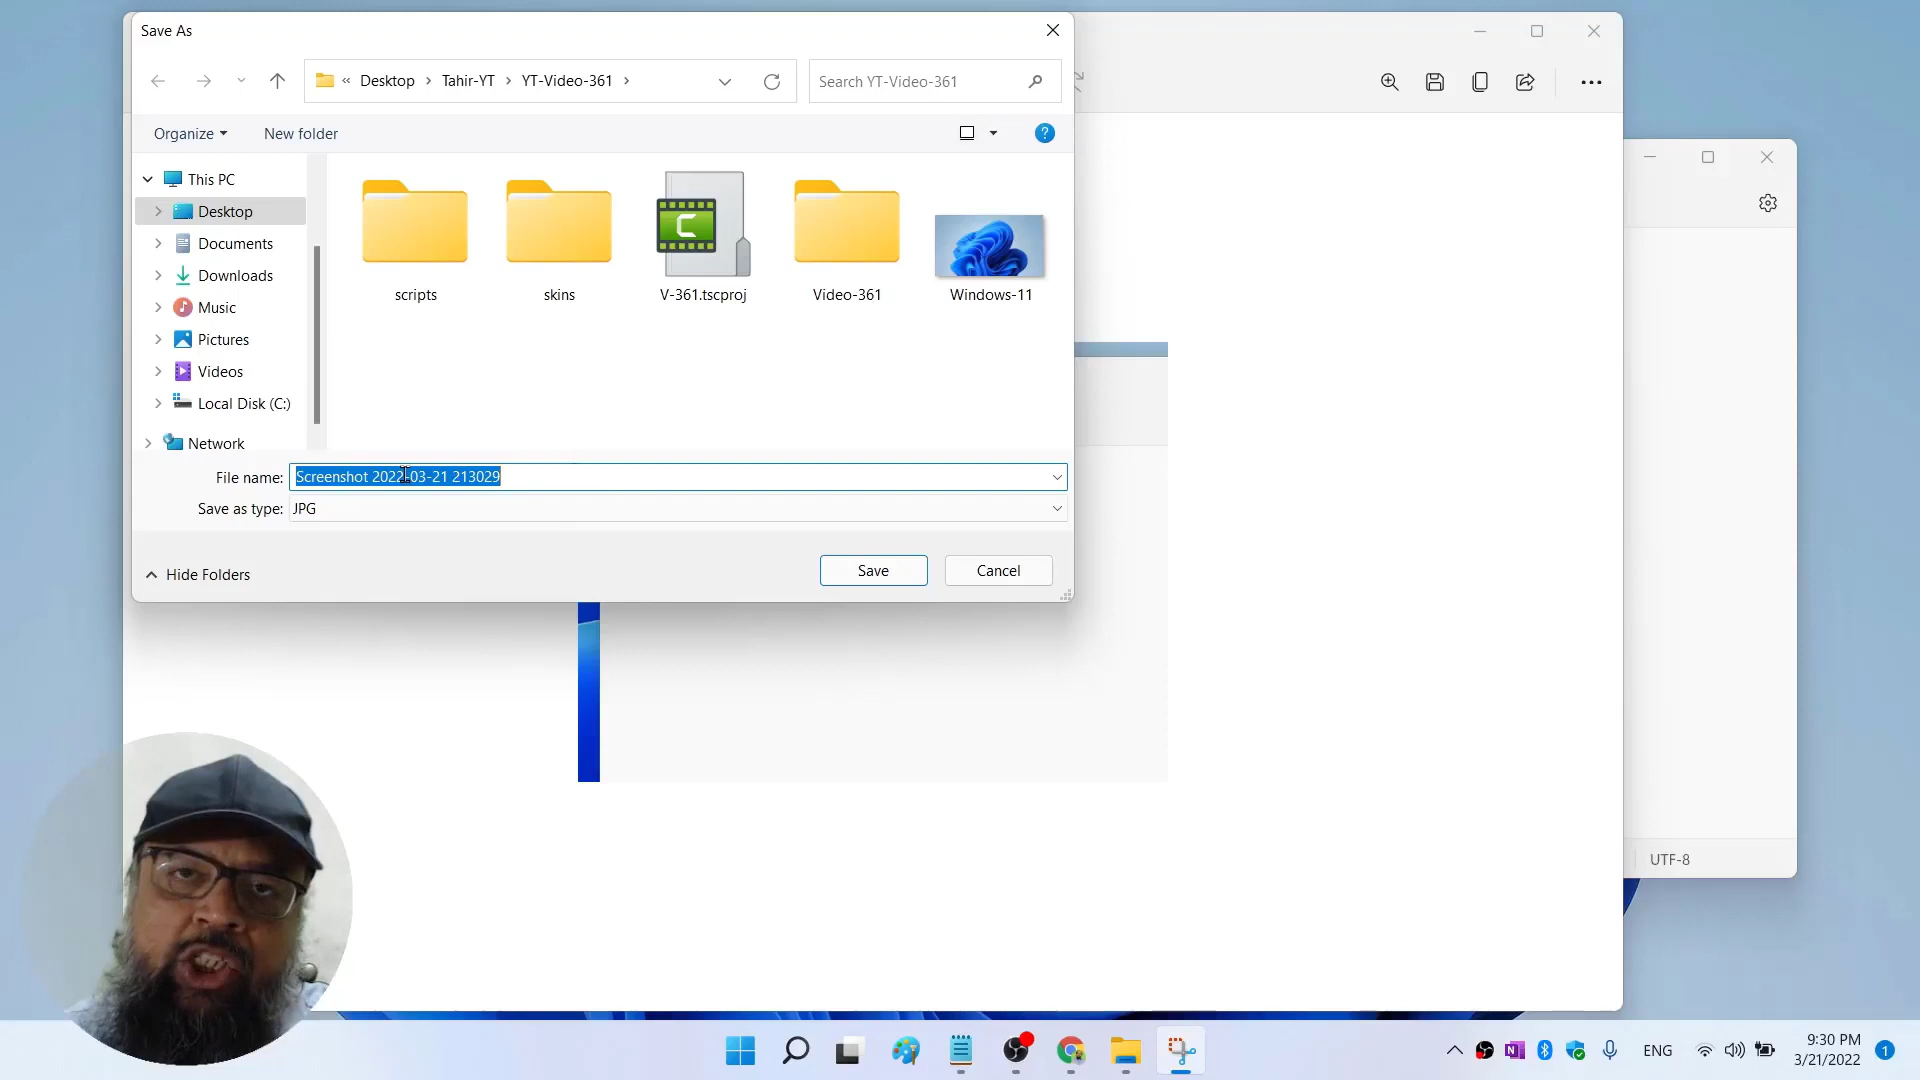 Save As
« Desktop > Tahir-YT > YT-Video-361 >
Search YT-Video-361
Organize
New folder
?
This PC
Desktop
Documents
Downloads
Music
Pictures
Videos
Local Disk (C:)
Network
C
scripts
skins
V-361.tscproj
Video-361
Windows-11
File name: Screenshot 2022-03-21 213029
Save as type: JPG
Hide Folders
Save
Cancel
UTF-8
N
ENG
9:30 PM
3/21/2022
1